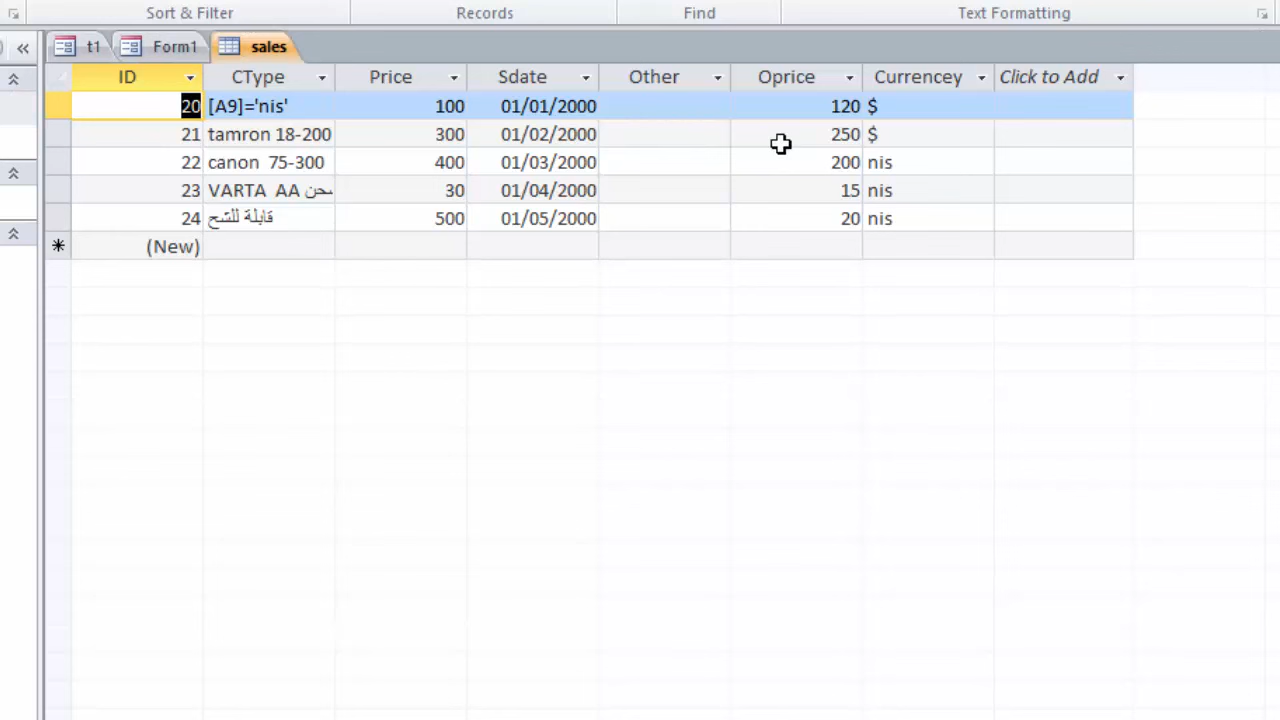 Sort & Filter Records Find Text Formatting
t1 Form1 sales
ID CType Price Sdate Other Oprice Currencey Click to Add
20 [A9]='nis' 100 01/01/2000 120 $
21 tamron 18-200 300 01/02/2000 250 $
22 canon 75-300 400 01/03/2000 200 nis
23 VARTA AA 30 01/04/2000 15 nis
24 قابلة للشح 500 01/05/2000 20 nis
(New)